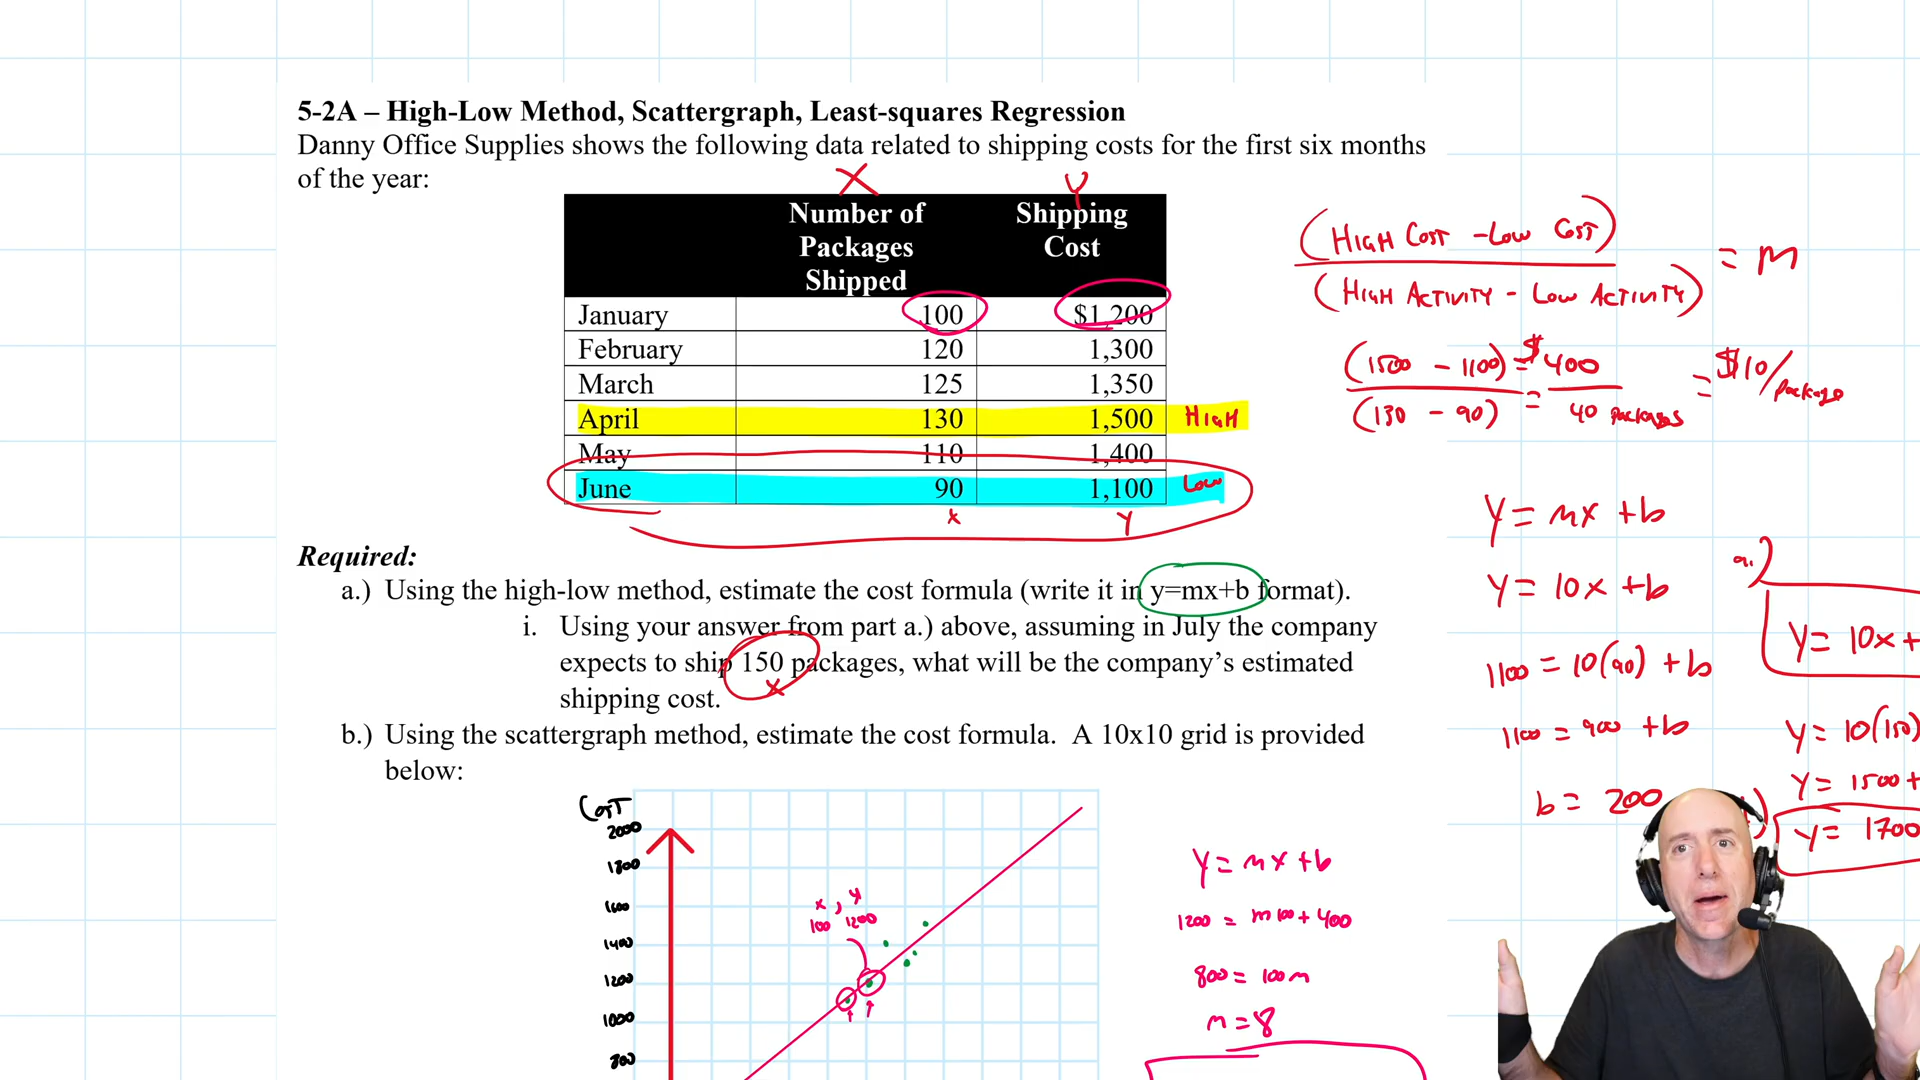 5-2A – High-Low Method, Scattergraph, Least-squares Regression
Danny Office Supplies shows the following data related to shipping costs for the first six months
of the year:
X Y
Number of Packages Shipped Shipping Cost
January 100 $1,200
February 120 1,300
March 125 1,350
April 130 1,500 HIGH
May 110 1,400
June 90 1,100 Low
x y
(HIGH COST - LOW COST)
(HIGH ACTIVITY - LOW ACTIVITY) = m
(1500 - 1100) = $400
(130 - 90) = 40 packages = $10/package
Y = mx + b
Y = 10x + b
1100 = 10(90) + b
1100 = 900 + b
b = 200
a.)
Y = 10x +
Y = 10(150)
Y = 1500 +
Y = 1700
Required:
a.) Using the high-low method, estimate the cost formula (write it in y=mx+b format).
i. Using your answer from part a.) above, assuming in July the company
expects to ship 150 packages, what will be the company's estimated
x
shipping cost.
b.) Using the scattergraph method, estimate the cost formula. A 10x10 grid is provided
below:
COST
2000
1800
1600
1400
1200
1000
800
x , y
100 1200
Y = mx + b
1200 = m100 + 400
800 = 100m
m = 8